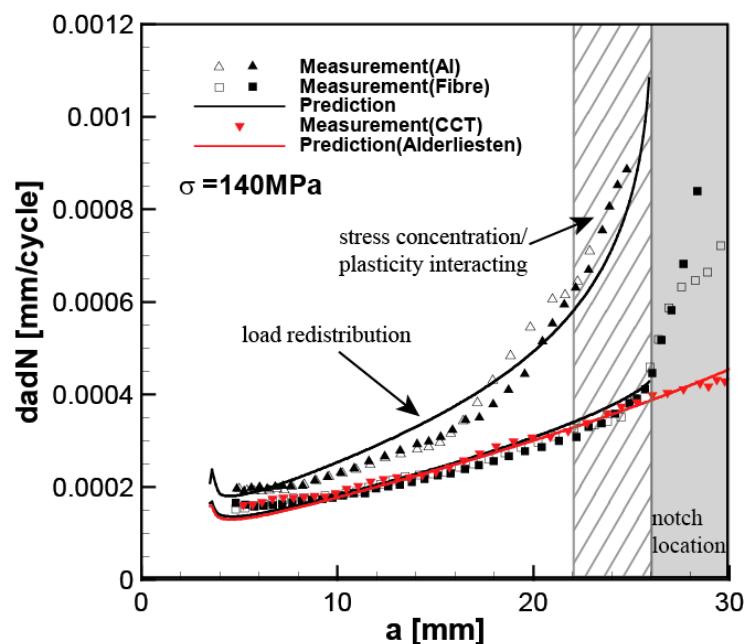 0.0012
0.001
0.0008
0.0006
0.0004
0.0002
0
dadN [mm/cycle]
Measurement(Al)
Measurement(Fibre)
Prediction
Measurement(CCT)
Prediction(Alderliesten)
σ =140MPa
stress concentration/
plasticity interacting
load redistribution
notch
location
0
10
20
30
a [mm]